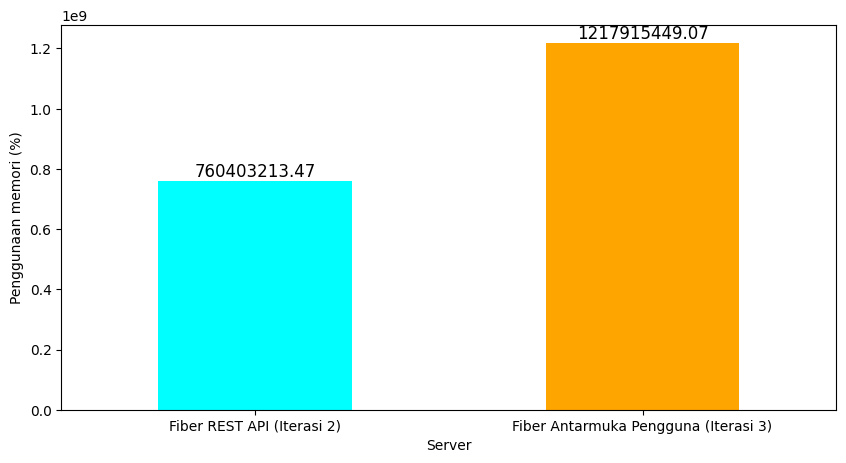 1e9
1217915449.07
1.2
1.0
760403213.47
0.8
0.6
0.4
0.2
0.0
Penggunaan memori (%)
Fiber REST API (Iterasi 2)
Fiber Antarmuka Pengguna (Iterasi 3)
Server